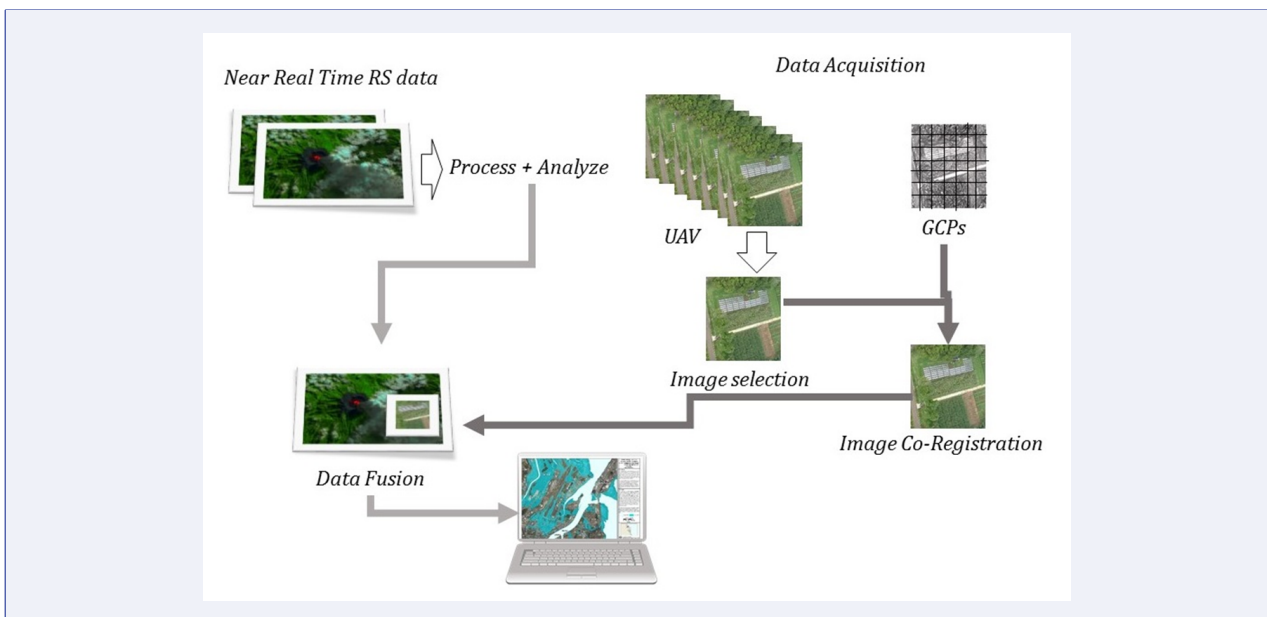 Near Real Time RS data
Data Acquisition
Process + Analyze
UAV
GCPs
Image selection
Image Co-Registration
Data Fusion